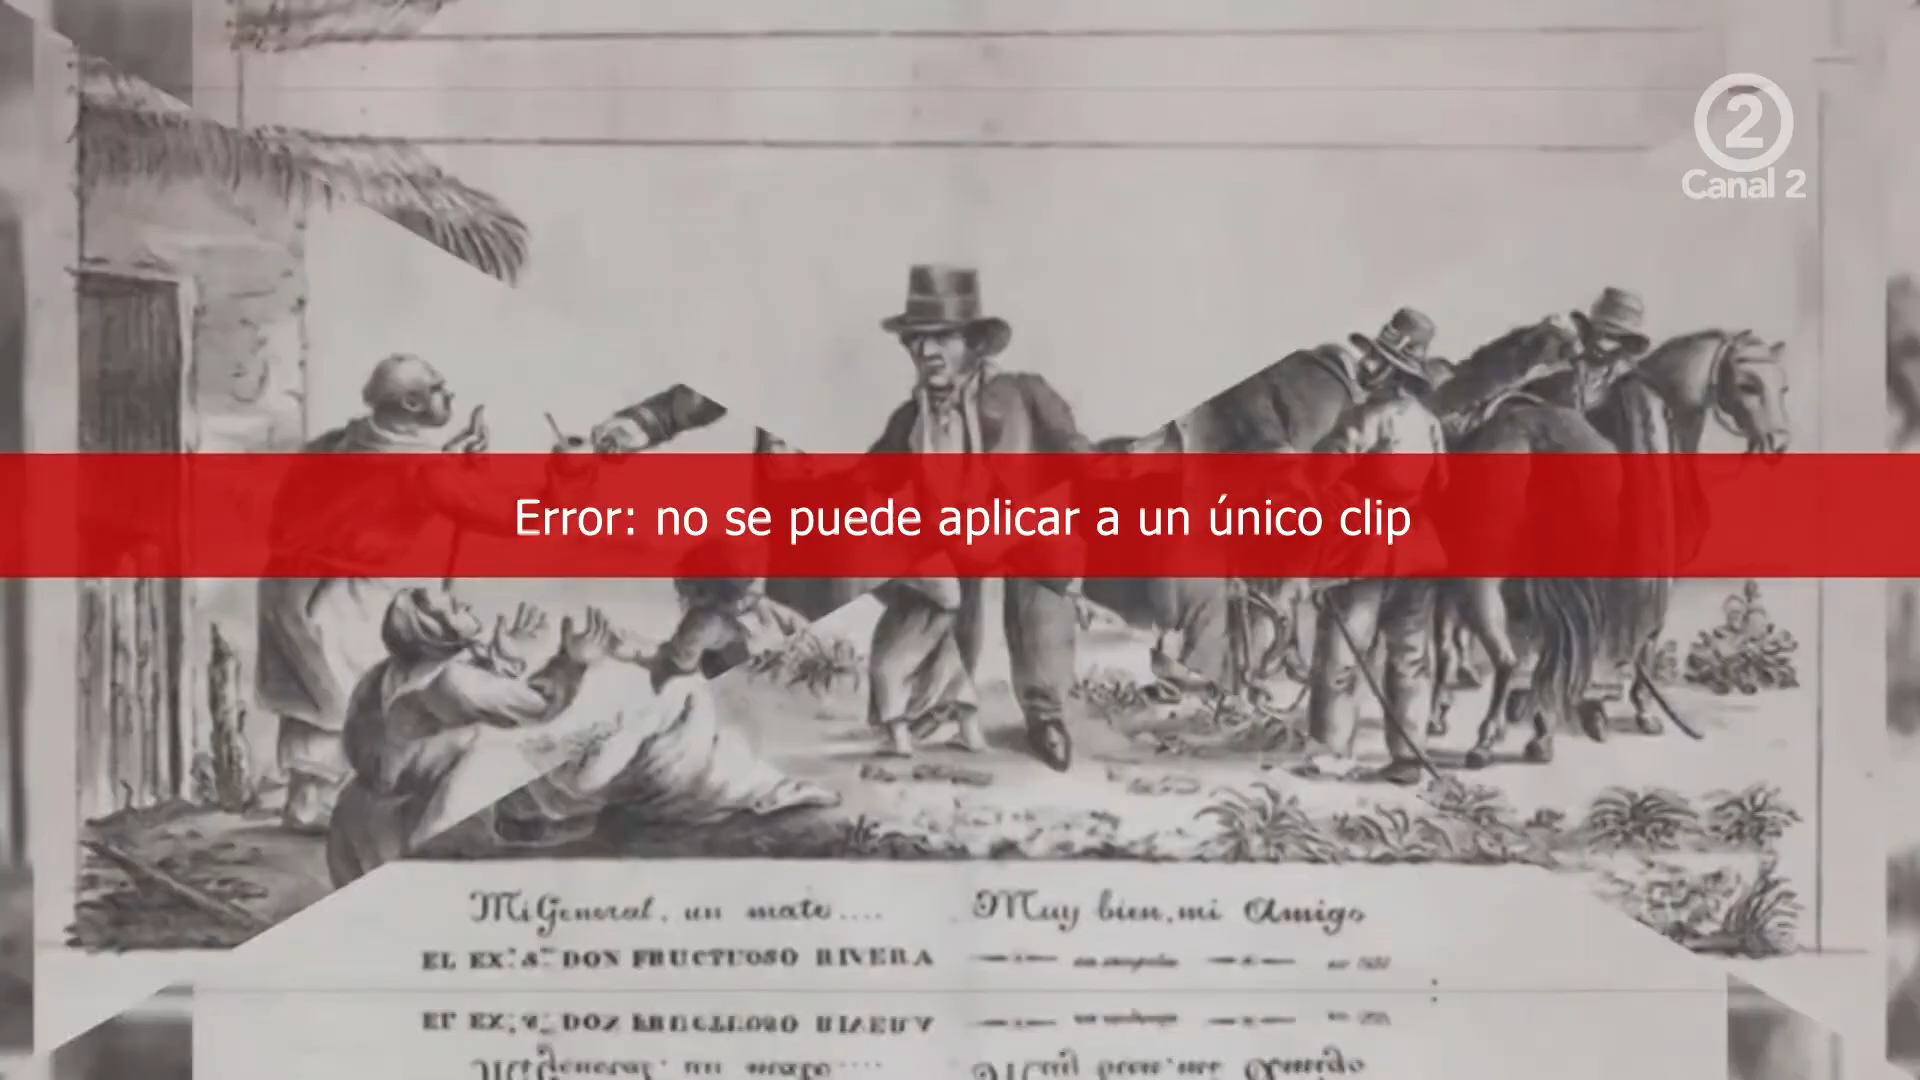 2
Canal 2
Error: no se puede aplicar a un único clip
Mi General, un mate.... Muy bien, mi Amigo
EL EX.º S.ºʳ DON FRUCTUOSO RIVERA